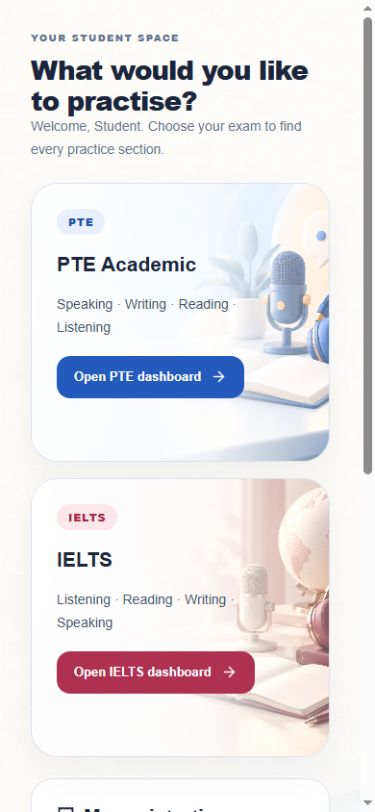 YOUR STUDENT SPACE
What would you like
to practise?
Welcome, Student. Choose your exam to find
every practice section.
PTE
PTE Academic
Speaking · Writing · Reading ·
Listening
Open PTE dashboard →
IELTS
IELTS
Listening · Reading · Writing ·
Speaking
Open IELTS dashboard →